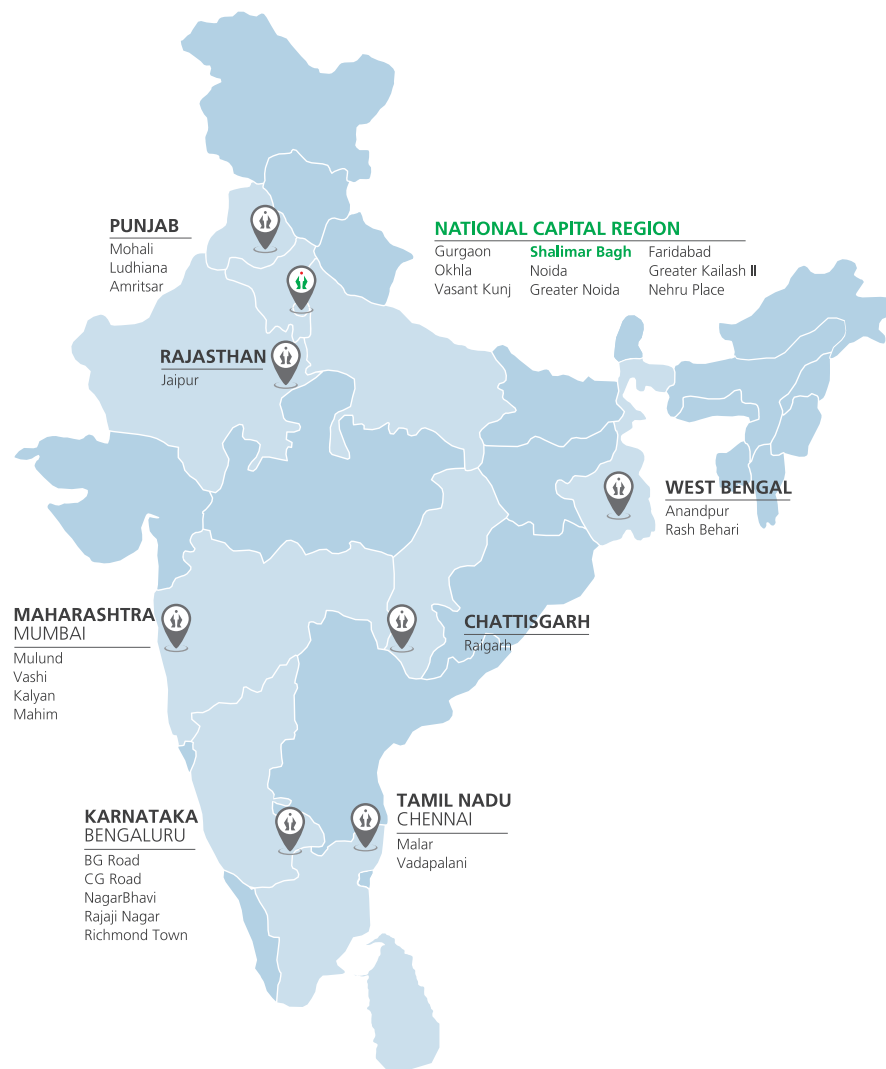 PUNJAB
Mohali
Ludhiana
Amritsar
NATIONAL CAPITAL REGION
Gurgaon Shalimar Bagh Faridabad
Okhla Noida Greater Kailash II
Vasant Kunj Greater Noida Nehru Place
RAJASTHAN
Jaipur
WEST BENGAL
Anandpur
Rash Behari
MAHARASHTRA
MUMBAI
Mulund
Vashi
Kalyan
Mahim
CHATTISGARH
Raigarh
KARNATAKA
BENGALURU
BG Road
CG Road
NagarBhavi
Rajaji Nagar
Richmond Town
TAMIL NADU
CHENNAI
Malar
Vadapalani